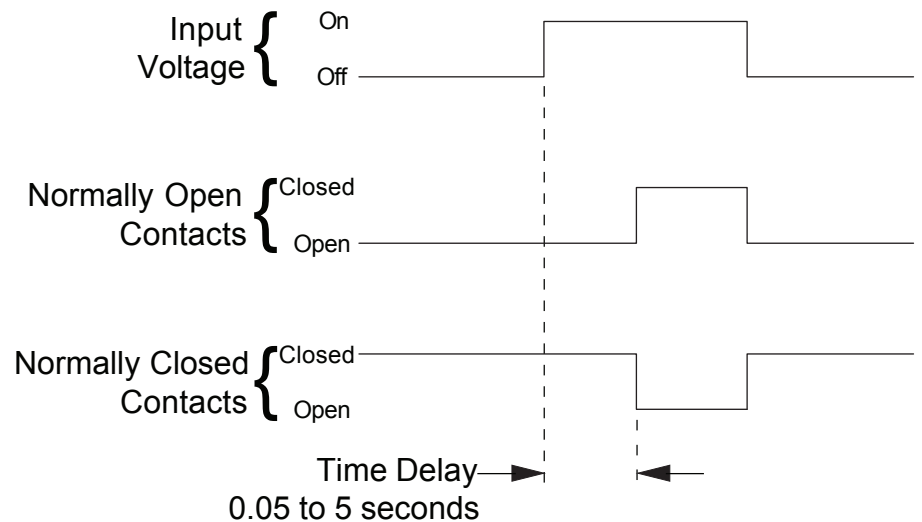 Input
Voltage
On
Off
Normally Open
Contacts
Closed
Open
Normally Closed
Contacts
Closed
Open
Time Delay
0.05 to 5 seconds